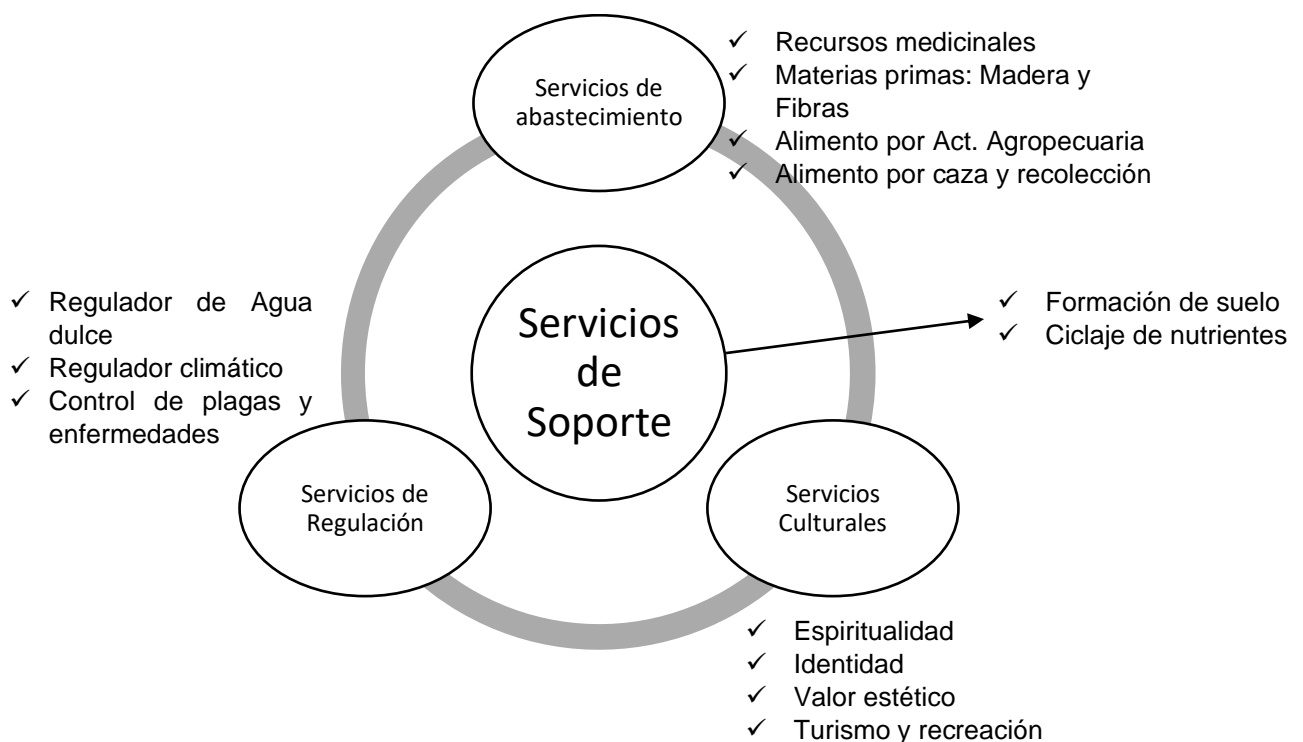 Servicios de
abastecimiento
✓ Recursos medicinales
✓ Materias primas: Madera y
Fibras
✓ Alimento por Act. Agropecuaria
✓ Alimento por caza y recolección
✓ Regulador de Agua
dulce
✓ Regulador climático
✓ Control de plagas y
enfermedades
Servicios
de
Soporte
✓ Formación de suelo
✓ Ciclaje de nutrientes
Servicios de
Regulación
Servicios
Culturales
✓ Espiritualidad
✓ Identidad
✓ Valor estético
✓ Turismo y recreación